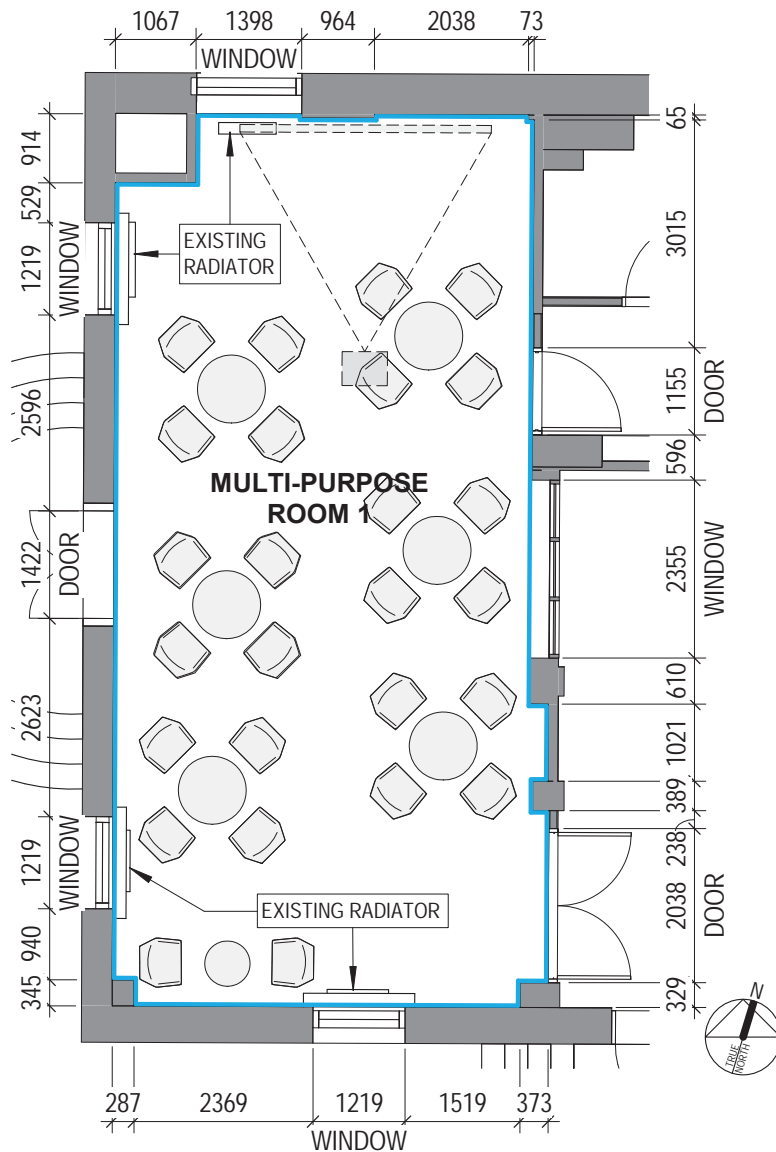 1067 1398 964 2038 73
WINDOW
65
914
529
1219
WINDOW
2596
1422
DOOR
2623
1219
WINDOW
940
345
EXISTING
RADIATOR
MULTI-PURPOSE
ROOM 1
EXISTING RADIATOR
3015
1155
DOOR
596
2355
WINDOW
610
1021
389
238
2038
DOOR
329
N
TRUE
NORTH
287 2369 1219 1519 373
WINDOW